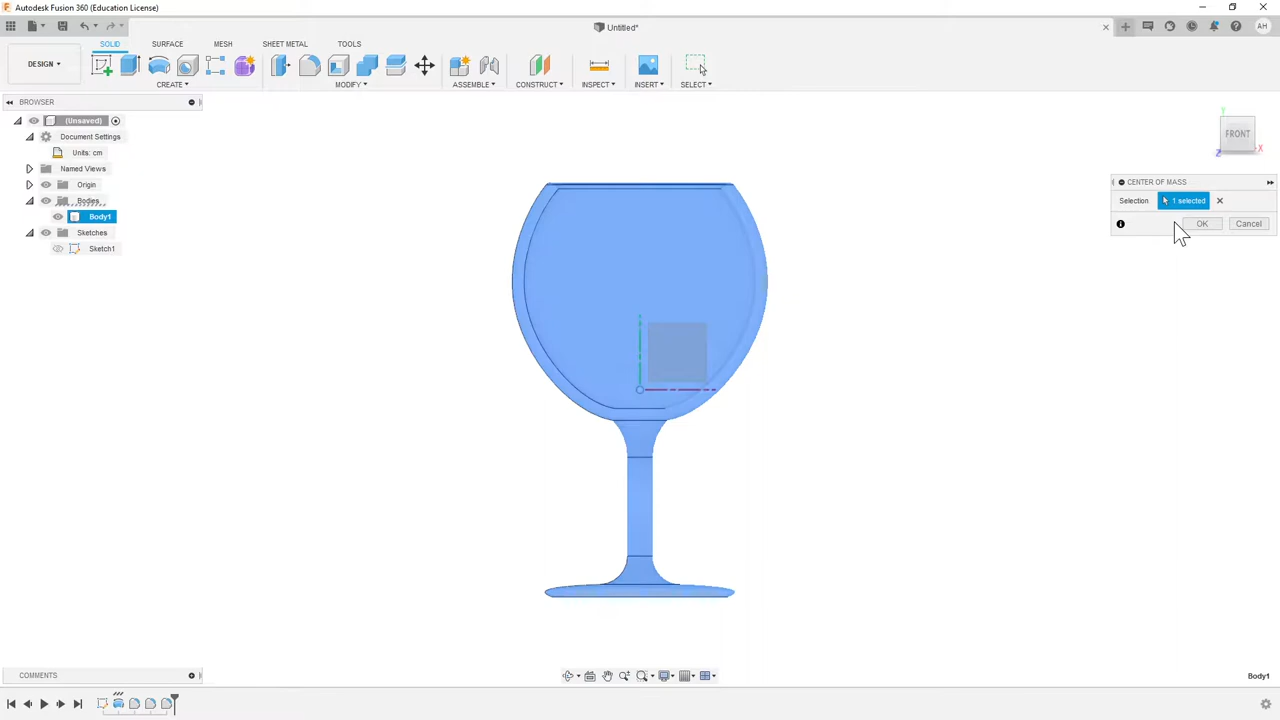 Autodesk Fusion 360 (Education License)
Untitled*
AH
SOLID
SURFACE
MESH
SHEET METAL
TOOLS
DESIGN
CREATE
MODIFY
ASSEMBLE
CONSTRUCT
INSPECT
INSERT
SELECT
BROWSER
(Unsaved)
Document Settings
Units: cm
Named Views
Origin
Bodies
Body1
Sketches
Sketch1
Y
FRONT
X
Z
CENTER OF MASS
Selection
1 selected
OK
Cancel
COMMENTS
Body1